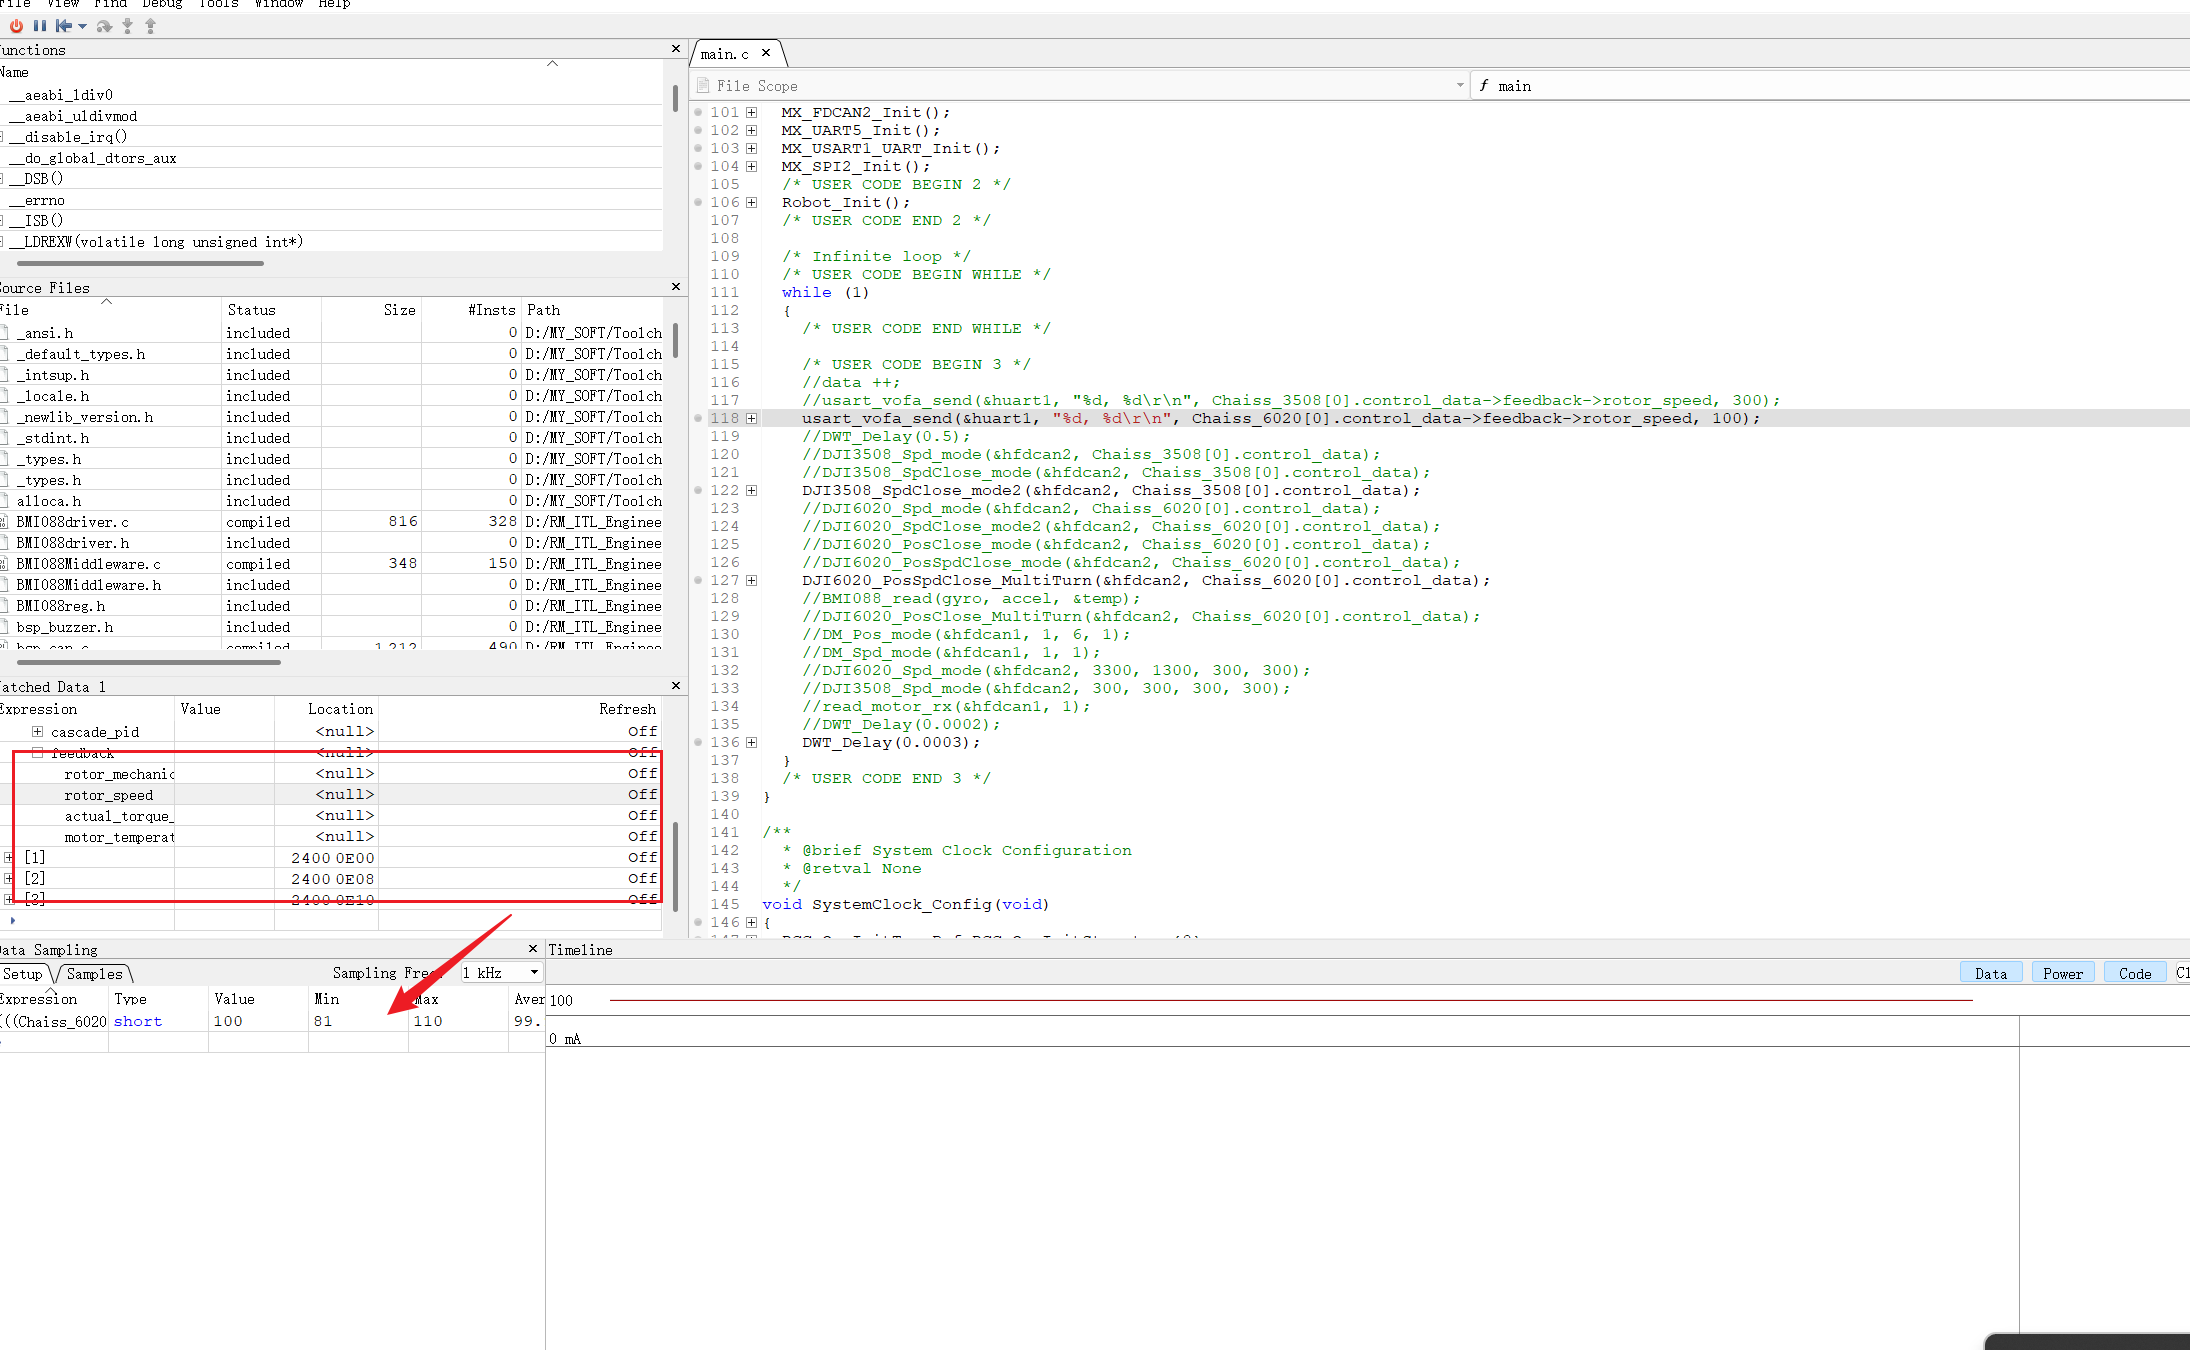 File View Find Debug Tools Window Help
unctions
Name
__aeabi_ldiv0
__aeabi_uldivmod
__disable_irq()
__do_global_dtors_aux
__DSB()
__errno
__ISB()
__LDREXW(volatile long unsigned int*)
ource Files
File Status Size #Insts Path
_ansi.h included 0 D:/MY_SOFT/Toolch
_default_types.h included 0 D:/MY_SOFT/Toolch
_intsup.h included 0 D:/MY_SOFT/Toolch
_locale.h included 0 D:/MY_SOFT/Toolch
_newlib_version.h included 0 D:/MY_SOFT/Toolch
_stdint.h included 0 D:/MY_SOFT/Toolch
_types.h included 0 D:/MY_SOFT/Toolch
_types.h included 0 D:/MY_SOFT/Toolch
alloca.h included 0 D:/MY_SOFT/Toolch
BMI088driver.c compiled 816 328 D:/RM_ITL_Enginee
BMI088driver.h included 0 D:/RM_ITL_Enginee
BMI088Middleware.c compiled 348 150 D:/RM_ITL_Enginee
BMI088Middleware.h included 0 D:/RM_ITL_Enginee
BMI088reg.h included 0 D:/RM_ITL_Enginee
bsp_buzzer.h included 0 D:/RM_ITL_Enginee
bsp_can.c compiled 1 212 490 D:/RM_ITL_Enginee
atched Data 1
Expression Value Location Refresh
cascade_pid <null> Off
feedback <null> Off
rotor_mechanic <null> Off
rotor_speed <null> Off
actual_torque_ <null> Off
motor_temperat <null> Off
[1] 2400 0E00 Off
[2] 2400 0E08 Off
[3] 2400 0E10 Off
main.c
File Scope
f main
101 MX_FDCAN2_Init();
102 MX_UART5_Init();
103 MX_USART1_UART_Init();
104 MX_SPI2_Init();
105 /* USER CODE BEGIN 2 */
106 Robot_Init();
107 /* USER CODE END 2 */
108
109 /* Infinite loop */
110 /* USER CODE BEGIN WHILE */
111 while (1)
112 {
113 /* USER CODE END WHILE */
114
115 /* USER CODE BEGIN 3 */
116 //data ++;
117 //usart_vofa_send(&huart1, "%d, %d\r\n", Chaiss_3508[0].control_data->feedback->rotor_speed, 300);
118 usart_vofa_send(&huart1, "%d, %d\r\n", Chaiss_6020[0].control_data->feedback->rotor_speed, 100);
119 //DWT_Delay(0.5);
120 //DJI3508_Spd_mode(&hfdcan2, Chaiss_3508[0].control_data);
121 //DJI3508_SpdClose_mode(&hfdcan2, Chaiss_3508[0].control_data);
122 DJI3508_SpdClose_mode2(&hfdcan2, Chaiss_3508[0].control_data);
123 //DJI6020_Spd_mode(&hfdcan2, Chaiss_6020[0].control_data);
124 //DJI6020_SpdClose_mode2(&hfdcan2, Chaiss_6020[0].control_data);
125 //DJI6020_PosClose_mode(&hfdcan2, Chaiss_6020[0].control_data);
126 //DJI6020_PosSpdClose_mode(&hfdcan2, Chaiss_6020[0].control_data);
127 DJI6020_PosSpdClose_MultiTurn(&hfdcan2, Chaiss_6020[0].control_data);
128 //BMI088_read(gyro, accel, &temp);
129 //DJI6020_PosClose_MultiTurn(&hfdcan2, Chaiss_6020[0].control_data);
130 //DM_Pos_mode(&hfdcan1, 1, 6, 1);
131 //DM_Spd_mode(&hfdcan1, 1, 1);
132 //DJI6020_Spd_mode(&hfdcan2, 3300, 1300, 300, 300);
133 //DJI3508_Spd_mode(&hfdcan2, 300, 300, 300, 300);
134 //read_motor_rx(&hfdcan1, 1);
135 //DWT_Delay(0.0002);
136 DWT_Delay(0.0003);
137 }
138 /* USER CODE END 3 */
139 }
140
141 /**
142 * @brief System Clock Configuration
143 * @retval None
144 */
145 void SystemClock_Config(void)
146 {
ata Sampling
Setup Samples Sampling Freq: 1 kHz
Expression Type Value Min Max Aver
(((Chaiss_6020 short 100 81 110 99.
Timeline
Data Power Code Cl
100
0 mA